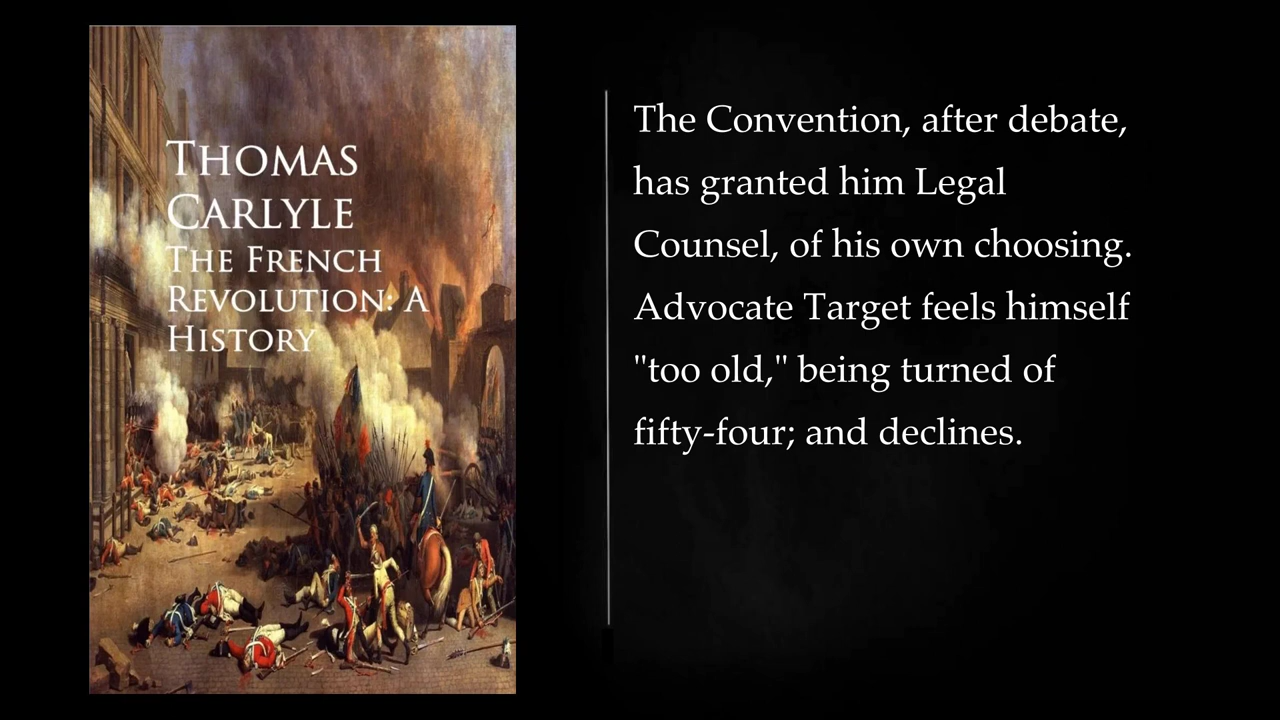 THOMAS
CARLYLE
THE FRENCH
REVOLUTION: A
HISTORY
The Convention, after debate,
has granted him Legal
Counsel, of his own choosing.
Advocate Target feels himself
"too old," being turned of
fifty-four; and declines.